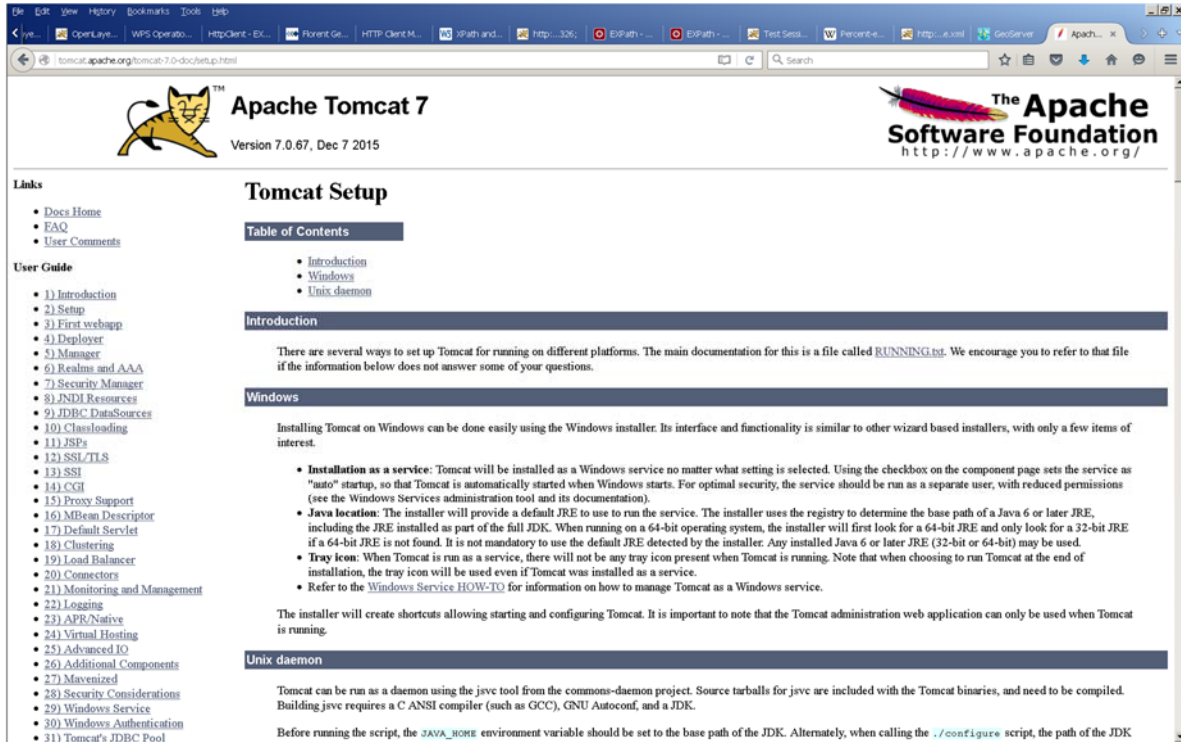 File Edit View History Bookmarks Tools Help
OpenLaye... WPS Operatio... HttpClient - EX... Florent Ge... HTTP Client M... XPath and... http:...326; EXPath - ... EXPath - ... Test Sessi... Percent-e... http:...e.xml GeoServer Apach...
tomcat.apache.org/tomcat-7.0-doc/setup.html Search
TM
Apache Tomcat 7
Version 7.0.67, Dec 7 2015
The Apache
Software Foundation
http://www.apache.org/
Links
Docs Home
FAQ
User Comments
User Guide
1) Introduction
2) Setup
3) First webapp
4) Deployer
5) Manager
6) Realms and AAA
7) Security Manager
8) JNDI Resources
9) JDBC DataSources
10) Classloading
11) JSPs
12) SSL/TLS
13) SSI
14) CGI
15) Proxy Support
16) MBean Descriptor
17) Default Servlet
18) Clustering
19) Load Balancer
20) Connectors
21) Monitoring and Management
22) Logging
23) APR/Native
24) Virtual Hosting
25) Advanced IO
26) Additional Components
27) Mavenized
28) Security Considerations
29) Windows Service
30) Windows Authentication
31) Tomcat's JDBC Pool
Tomcat Setup
Table of Contents
Introduction
Windows
Unix daemon
Introduction
There are several ways to set up Tomcat for running on different platforms. The main documentation for this is a file called RUNNING.txt. We encourage you to refer to that file
if the information below does not answer some of your questions.
Windows
Installing Tomcat on Windows can be done easily using the Windows installer. Its interface and functionality is similar to other wizard based installers, with only a few items of
interest.
Installation as a service: Tomcat will be installed as a Windows service no matter what setting is selected. Using the checkbox on the component page sets the service as
"auto" startup, so that Tomcat is automatically started when Windows starts. For optimal security, the service should be run as a separate user, with reduced permissions
(see the Windows Services administration tool and its documentation).
Java location: The installer will provide a default JRE to use to run the service. The installer uses the registry to determine the base path of a Java 6 or later JRE,
including the JRE installed as part of the full JDK. When running on a 64-bit operating system, the installer will first look for a 64-bit JRE and only look for a 32-bit JRE
if a 64-bit JRE is not found. It is not mandatory to use the default JRE detected by the installer. Any installed Java 6 or later JRE (32-bit or 64-bit) may be used.
Tray icon: When Tomcat is run as a service, there will not be any tray icon present when Tomcat is running. Note that when choosing to run Tomcat at the end of
installation, the tray icon will be used even if Tomcat was installed as a service.
Refer to the Windows Service HOW-TO for information on how to manage Tomcat as a Windows service.
The installer will create shortcuts allowing starting and configuring Tomcat. It is important to note that the Tomcat administration web application can only be used when Tomcat
is running.
Unix daemon
Tomcat can be run as a daemon using the jsvc tool from the commons-daemon project. Source tarballs for jsvc are included with the Tomcat binaries, and need to be compiled.
Building jsvc requires a C ANSI compiler (such as GCC), GNU Autoconf, and a JDK.
Before running the script, the JAVA_HOME environment variable should be set to the base path of the JDK. Alternately, when calling the ./configure script, the path of the JDK